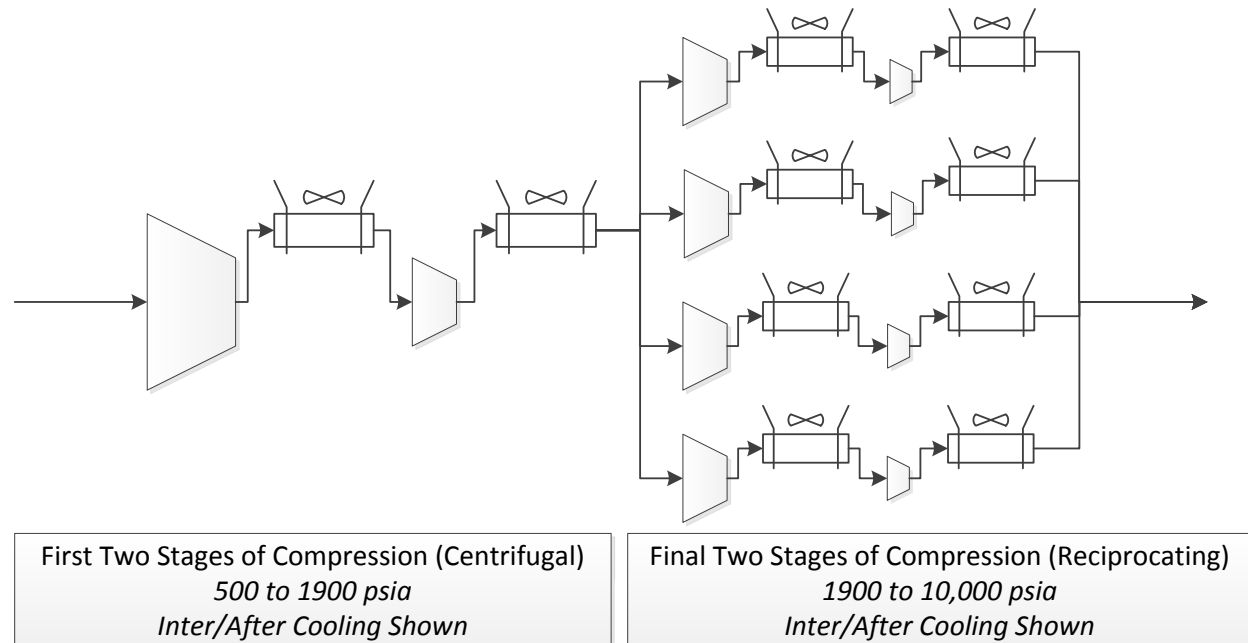 First Two Stages of Compression (Centrifugal)
500 to 1900 psia
Inter/After Cooling Shown
Final Two Stages of Compression (Reciprocating)
1900 to 10,000 psia
Inter/After Cooling Shown